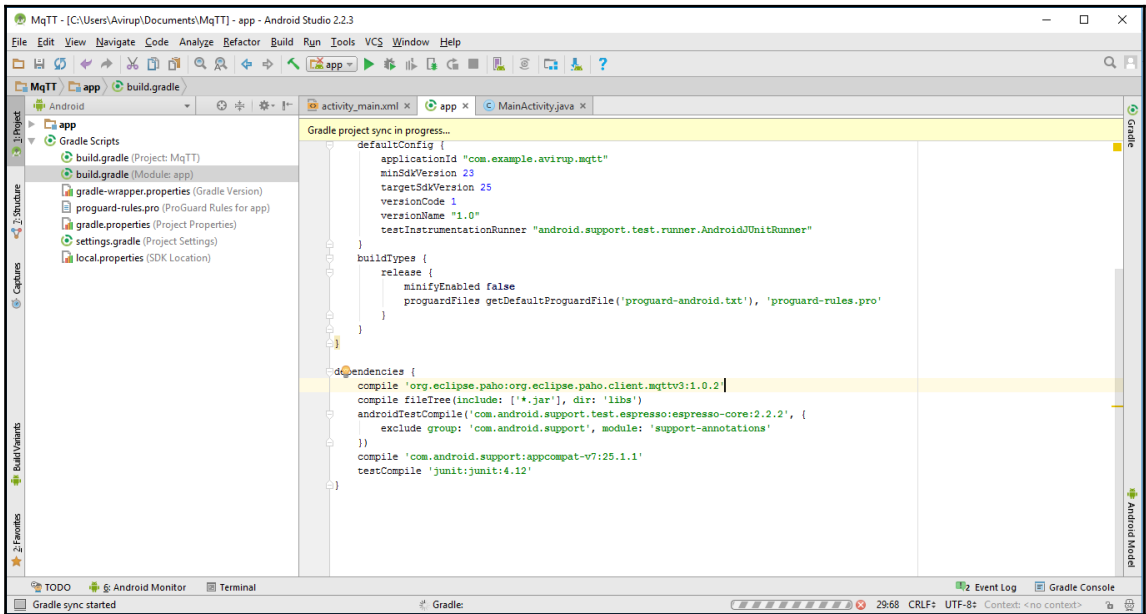 MqTT - [C:\Users\Avirup\Documents\MqTT] - app - Android Studio 2.2.3
File Edit View Navigate Code Analyze Refactor Build Run Tools VCS Window Help
app
MqTT app build.gradle
Android
activity_main.xml app MainActivity.java
Gradle project sync in progress...
1: Project
7: Structure
Captures
Build Variants
2: Favorites
app
Gradle Scripts
build.gradle (Project: MqTT)
build.gradle (Module: app)
gradle-wrapper.properties (Gradle Version)
proguard-rules.pro (ProGuard Rules for app)
gradle.properties (Project Properties)
settings.gradle (Project Settings)
local.properties (SDK Location)
defaultConfig {
applicationId "com.example.avirup.mqtt"
minSdkVersion 23
targetSdkVersion 25
versionCode 1
versionName "1.0"
testInstrumentationRunner "android.support.test.runner.AndroidJUnitRunner"
}
buildTypes {
release {
minifyEnabled false
proguardFiles getDefaultProguardFile('proguard-android.txt'), 'proguard-rules.pro'
}
}
}
dependencies {
compile 'org.eclipse.paho:org.eclipse.paho.client.mqttv3:1.0.2'
compile fileTree(include: ['*.jar'], dir: 'libs')
androidTestCompile('com.android.support.test.espresso:espresso-core:2.2.2', {
exclude group: 'com.android.support', module: 'support-annotations'
})
compile 'com.android.support:appcompat-v7:25.1.1'
testCompile 'junit:junit:4.12'
}
Gradle
Android Model
TODO 6: Android Monitor Terminal 2 Event Log Gradle Console
Gradle sync started Gradle: 29:68 CRLF UTF-8 Context: <no context>